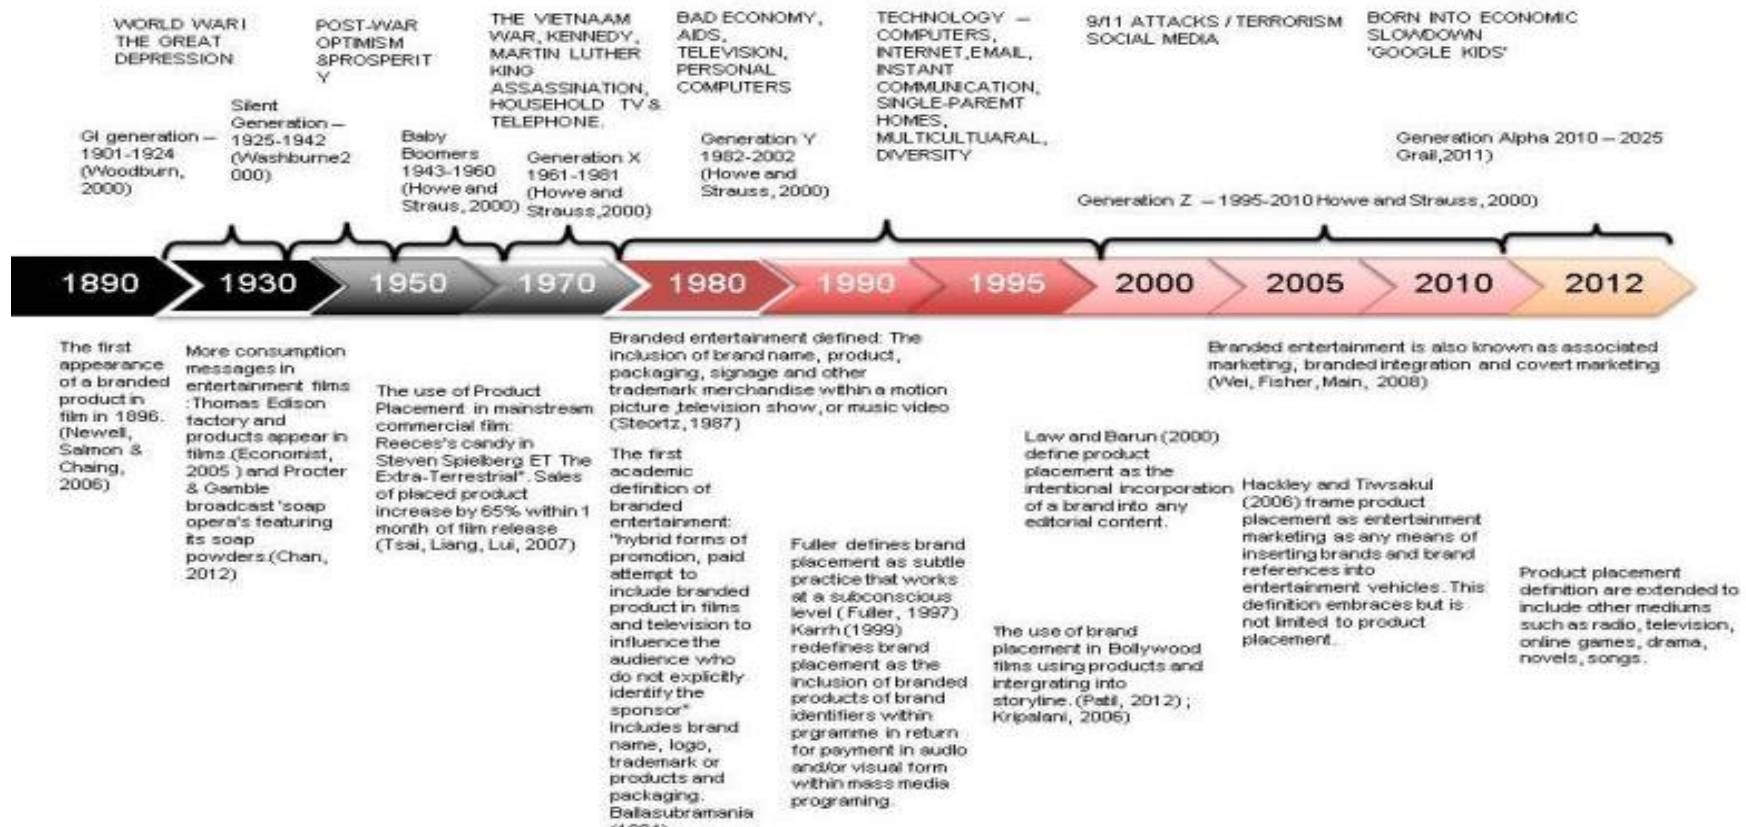 WORLD WAR I
THE GREAT
DEPRESSION
POST-WAR
OPTIMISM
&PROSPERIT
Y
THE VIETNAAM
WAR, KENNEDY,
MARTIN LUTHER
KING
ASSASSINATION,
HOUSEHOLD TV &
TELEPHONE.
BAD ECONOMY,
AIDS,
TELEVISION,
PERSONAL
COMPUTERS
TECHNOLOGY –
COMPUTERS,
INTERNET,EMAIL,
INSTANT
COMMUNICATION,
SINGLE-PAREMT
HOMES,
MULTICULTUARAL,
DIVERSITY
9/11 ATTACKS / TERRORISM
SOCIAL MEDIA
BORN INTO ECONOMIC
SLOWDOWN
'GOOGLE KIDS'
GI generation –
1901-1924
(Woodburn,
2000)
Silent
Generation –
1925-1942
(Washburne2
000)
Baby
Boomers
1943-1960
(Howe and
Straus, 2000)
Generation X
1961-1981
(Howe and
Strauss,2000)
Generation Y
1982-2002
(Howe and
Strauss, 2000)
Generation Z – 1995-2010 Howe and Strauss, 2000)
Generation Alpha 2010 – 2025
Grail,2011)
1890 1930 1950 1970 1980 1990 1995 2000 2005 2010 2012
The first
appearance
of a branded
product in
film in 1896.
(Newell,
Salmon &
Chaing,
2006)
More consumption
messages in
entertainment films
:Thomas Edison
factory and
products appear in
films.(Economist,
2005 ) and Procter
& Gamble
broadcast 'soap
opera's featuring
its soap
powders.(Chan,
2012)
The use of Product
Placement in mainstream
commercial film:
Reeces's candy in
Steven Spielberg ET The
Extra-Terrestrial". Sales
of placed product
increase by 65% within 1
month of film release
(Tsai, Liang, Lui, 2007)
Branded entertainment defined: The
inclusion of brand name, product,
packaging, signage and other
trademark merchandise within a motion
picture ,television show, or music video
(Steortz,1987)
The first
academic
definition of
branded
entertainment:
"hybrid forms of
promotion, paid
attempt to
include branded
product in films
and television to
influence the
audience who
do not explicitly
identify the
sponsor"
Includes brand
name, logo,
trademark or
products and
packaging.
Ballasubramania
Fuller defines brand
placement as subtle
practice that works
at a subconscious
level ( Fuller, 1997)
Karrh (1999)
redefines brand
placement as the
inclusion of branded
products of brand
identifiers within
prgramme in return
for payment in audio
and/or visual form
within mass media
programing.
Law and Barun (2000)
define product
placement as the
intentional incorporation
of a brand into any
editorial content.
The use of brand
placement in Bollywood
films using products and
intergrating into
storyline. (Patil, 2012) ;
Kripalani, 2006)
Branded entertainment is also known as associated
marketing, branded integration and covert marketing
(Wei, Fisher, Main, 2008)
Hackley and Tiwsakul
(2006) frame product
placement as entertainment
marketing as any means of
inserting brands and brand
references into
entertainment vehicles. This
definition embraces but is
not limited to product
placement.
Product placement
definition are extended to
include other mediums
such as radio, television,
online games, drama,
novels, songs.